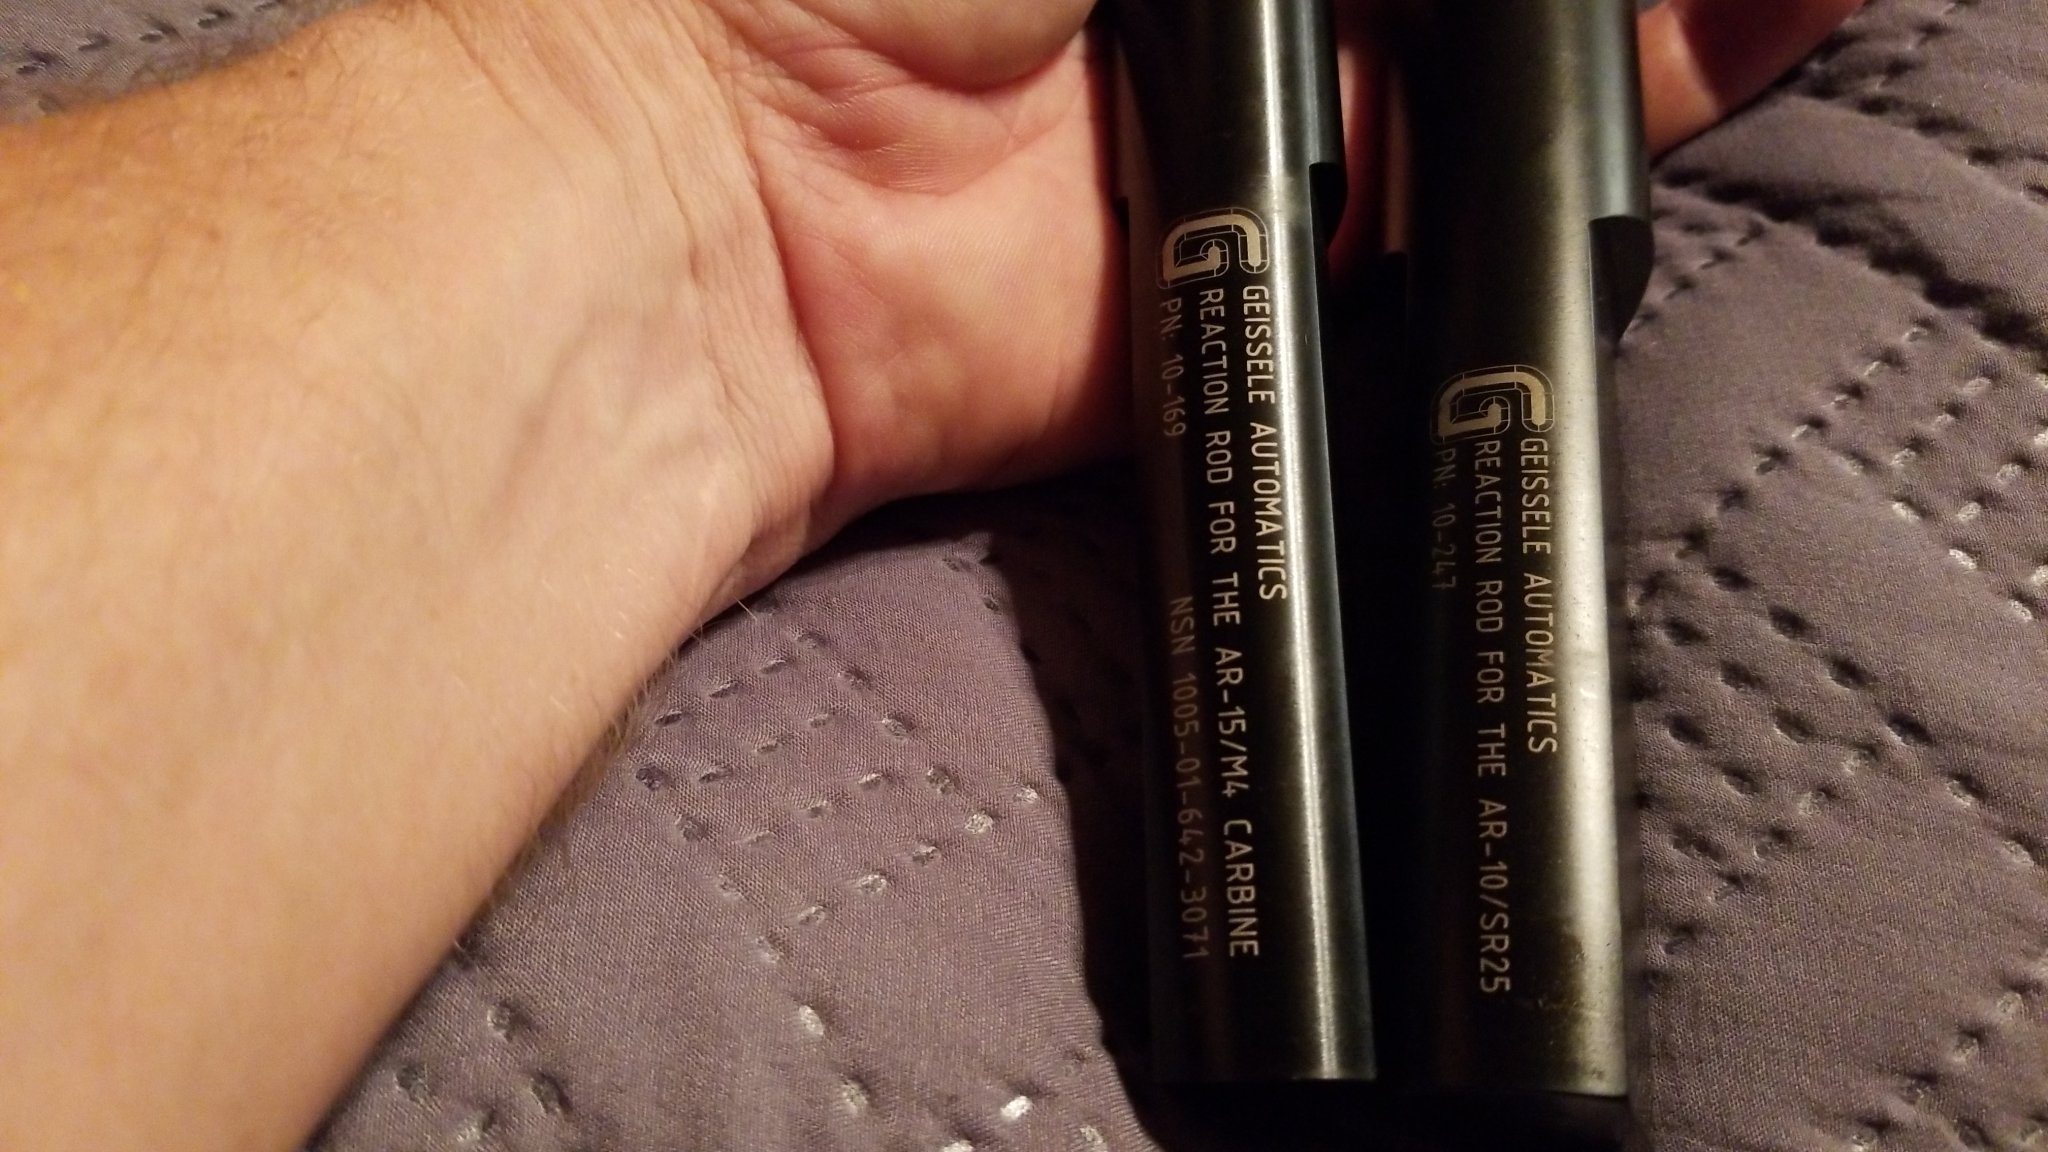 GEISSELE AUTOMATICS
REACTION ROD FOR THE AR-15/M4 CARBINE
PN: 10-169 NSN 1005-01-642-3071
GEISSELE AUTOMATICS
REACTION ROD FOR THE AR-10/SR25
PN: 10-247